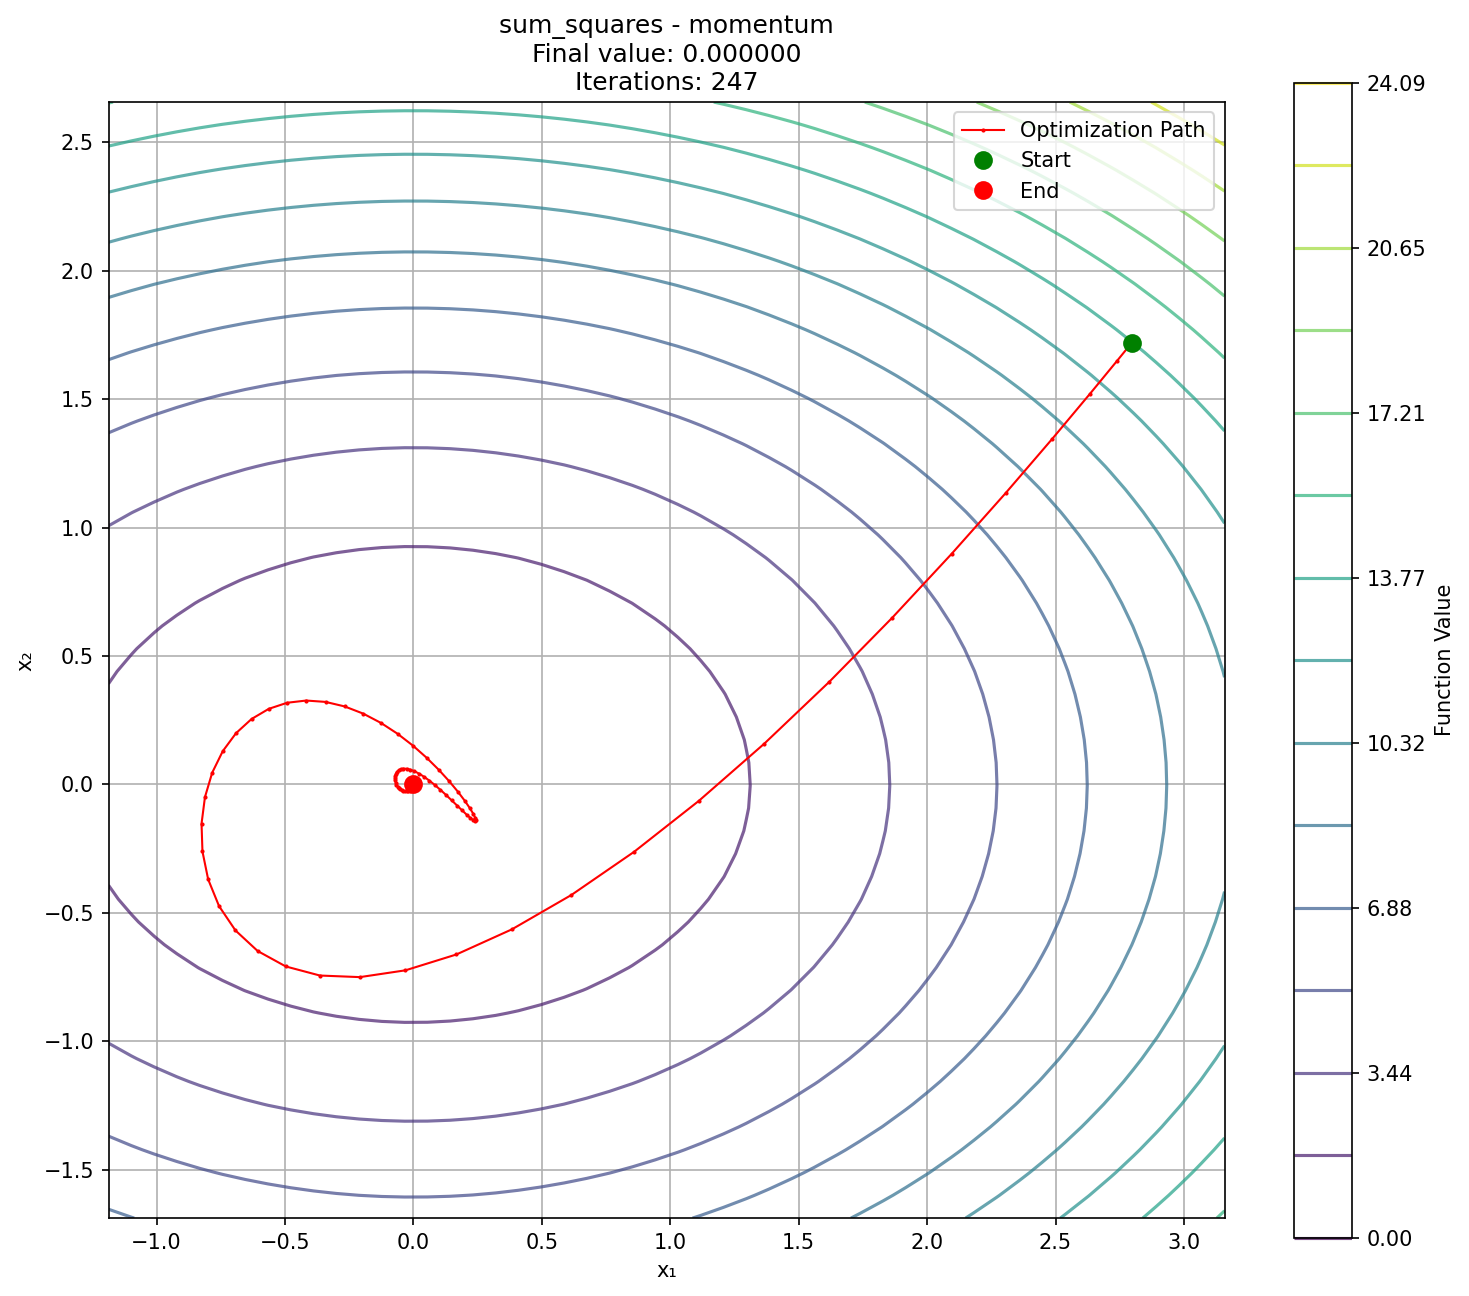 sum_squares - momentum
Final value: 0.000000
Iterations: 247
Optimization Path
Start
End
2.5
2.0
1.5
1.0
0.5
0.0
−0.5
−1.0
−1.5
x₂
−1.0
−0.5
0.0
0.5
1.0
1.5
2.0
2.5
3.0
x₁
24.09
20.65
17.21
13.77
10.32
6.88
3.44
0.00
Function Value